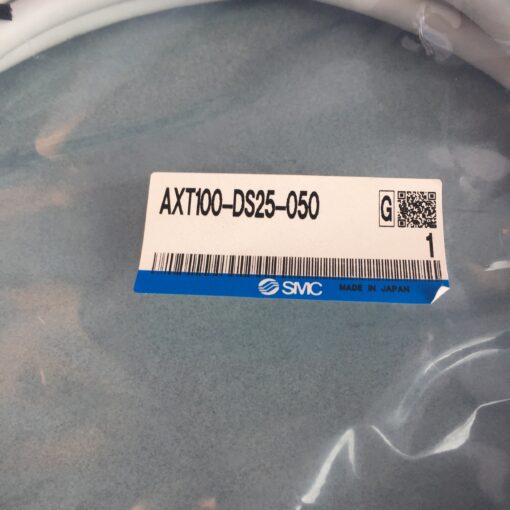 AXT100-DS25-050
G
1
SMC MADE IN JAPAN